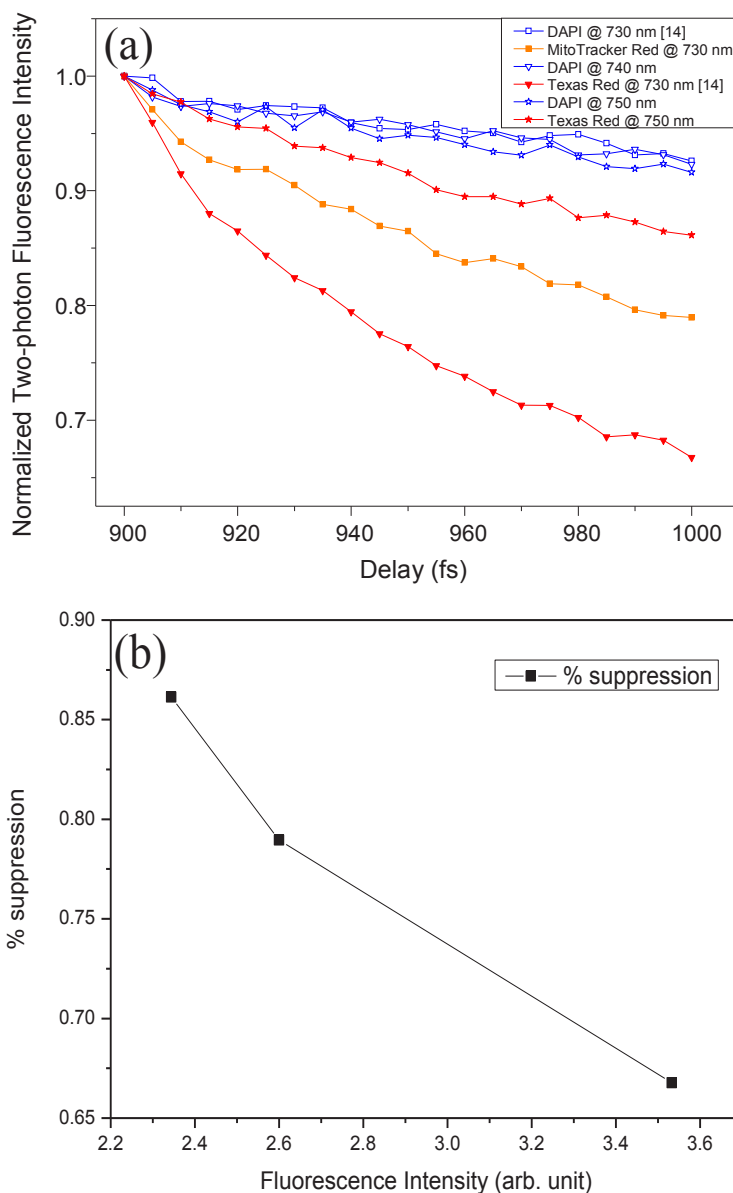 (a)
DAPI @ 730 nm [14]
MitoTracker Red @ 730 nm
DAPI @ 740 nm
Texas Red @ 730 nm [14]
DAPI @ 750 nm
Texas Red @ 750 nm
Normalized Two-photon Fluorescence Intensity
1.0
0.9
0.8
0.7
900 920 940 960 980 1000
Delay (fs)
(b)
% suppression
% suppression
0.90
0.85
0.80
0.75
0.70
0.65
2.2 2.4 2.6 2.8 3.0 3.2 3.4 3.6
Fluorescence Intensity (arb. unit)